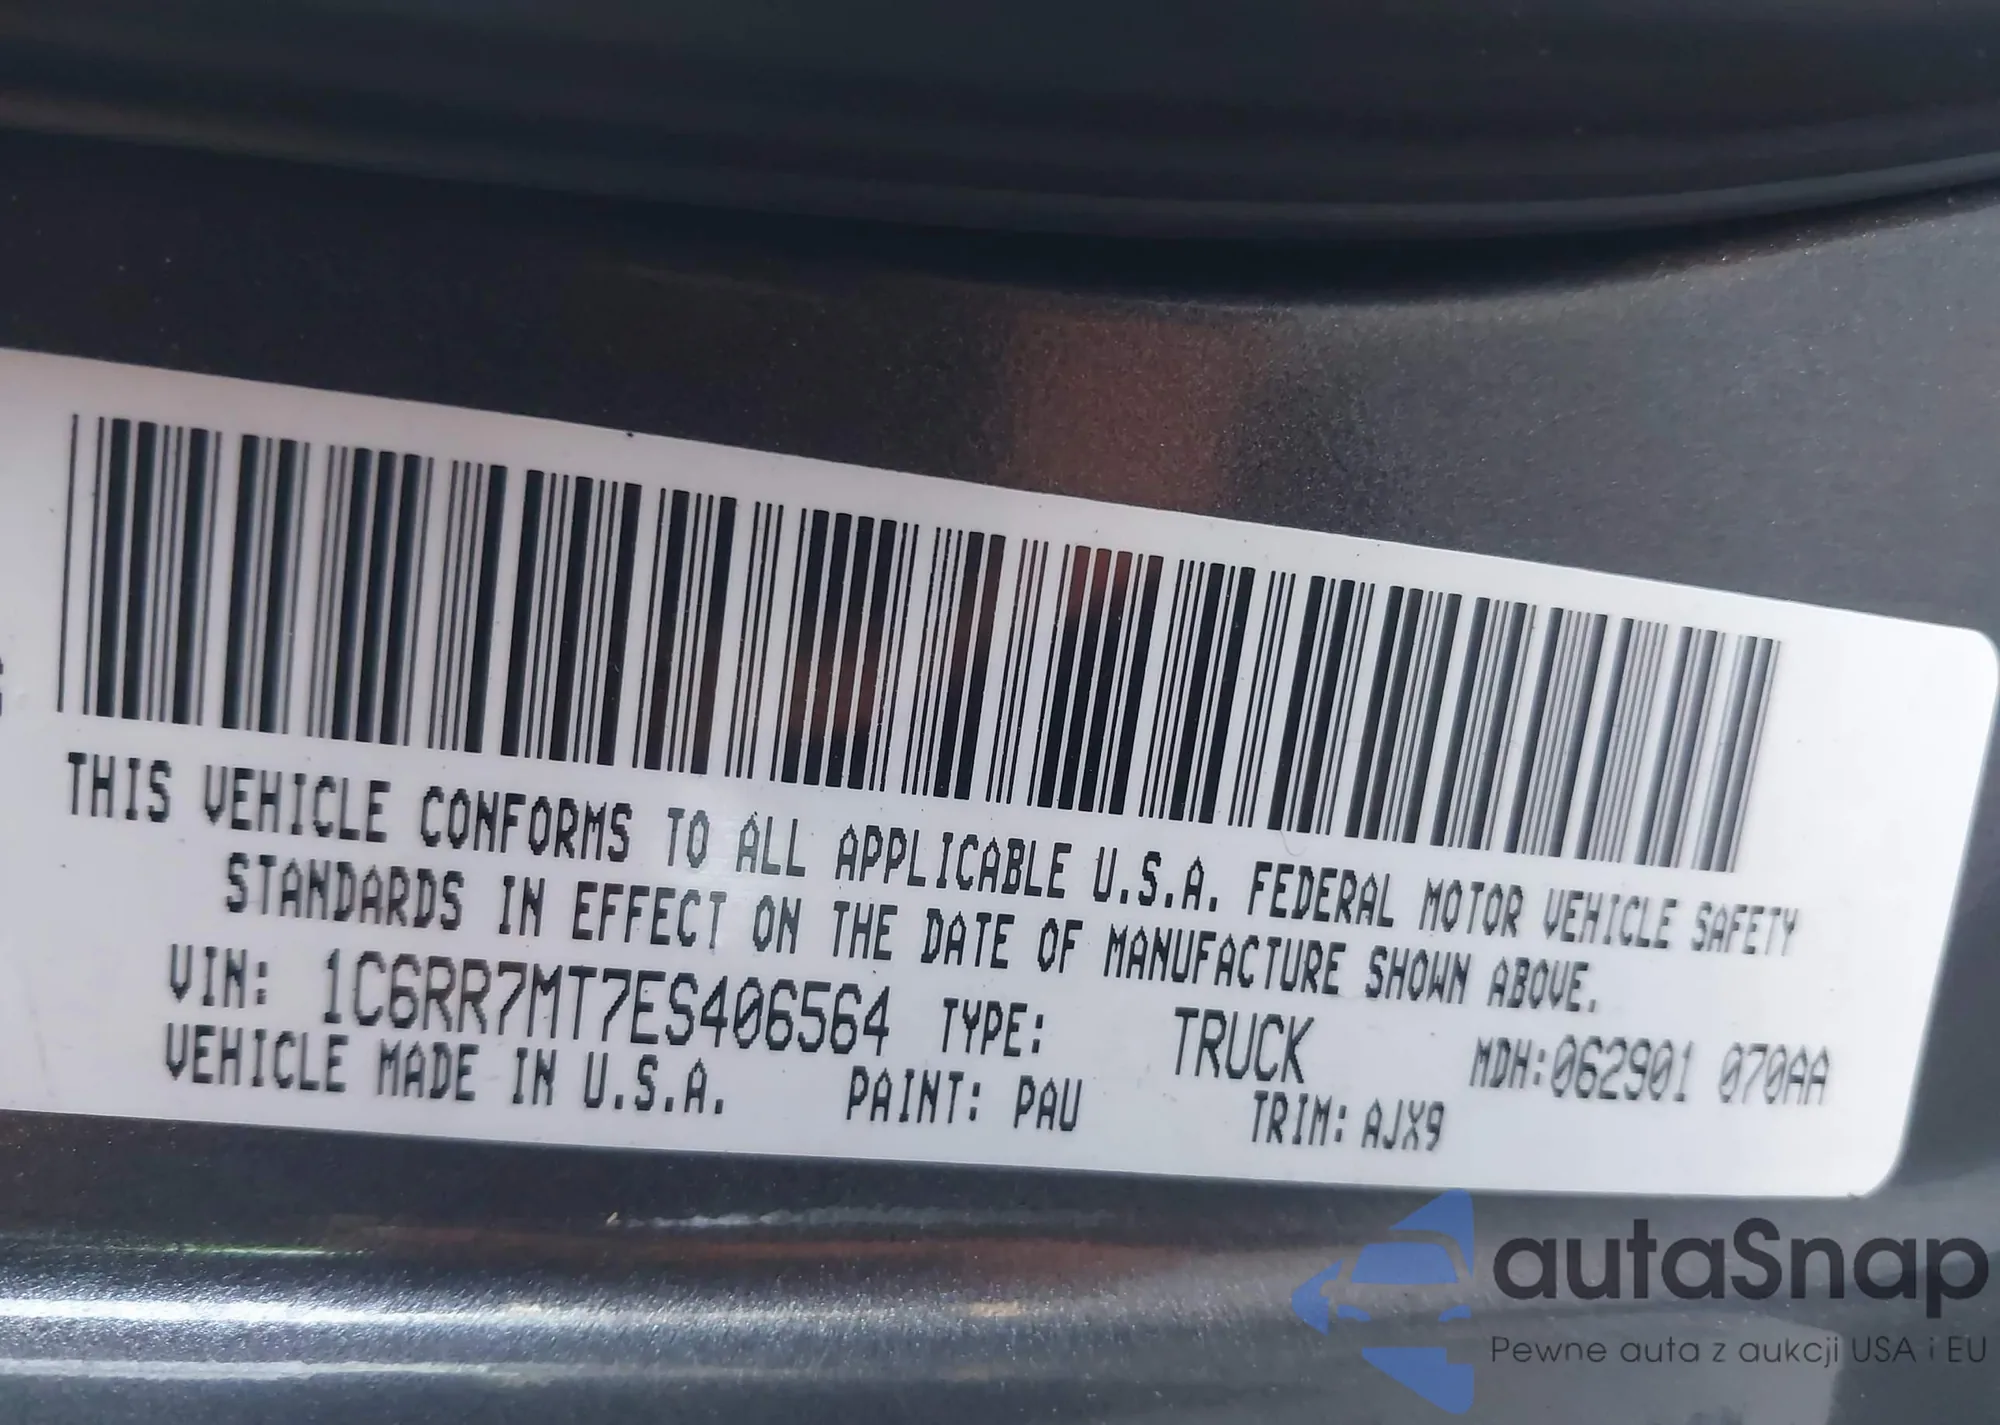 THIS VEHICLE CONFORMS TO ALL APPLICABLE U.S.A. FEDERAL MOTOR VEHICLE SAFETY
STANDARDS IN EFFECT ON THE DATE OF MANUFACTURE SHOWN ABOVE.
VIN: 1C6RR7MT7ES406564 TYPE: TRUCK MDH:062901 070AA
VEHICLE MADE IN U.S.A. PAINT: PAU TRIM: AJX9
autaSnap
Pewne auta z aukcji USA i EU